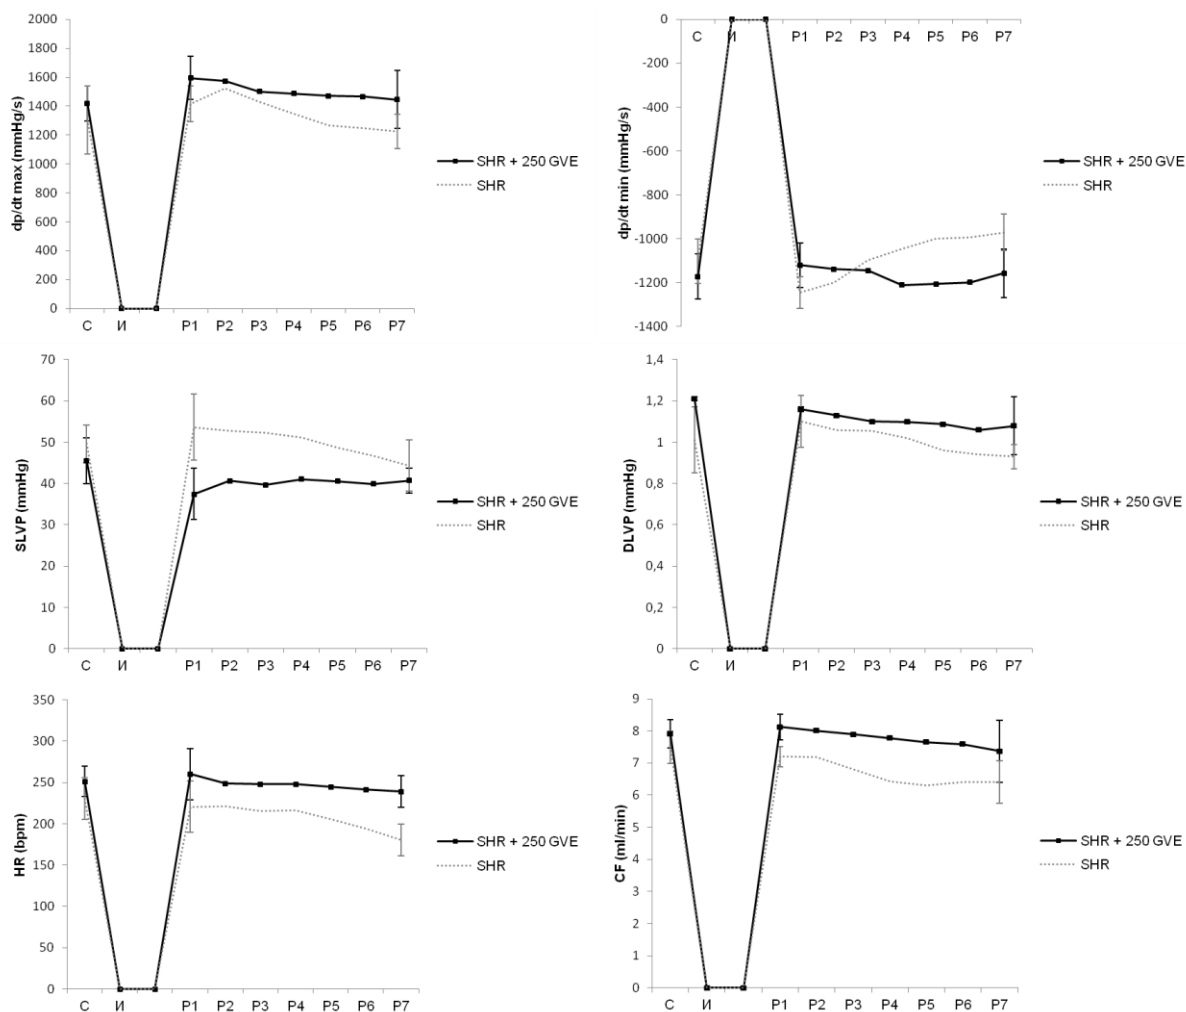 dp/dt max (mmHg/s)
2000
1800
1600
1400
1200
1000
800
600
400
200
0
С И P1 P2 P3 P4 P5 P6 P7
SHR + 250 GVE
SHR
dp/dt min (mmHg/s)
0
-200
-400
-600
-800
-1000
-1200
-1400
С И P1 P2 P3 P4 P5 P6 P7
SHR + 250 GVE
SHR
SLVP (mmHg)
70
60
50
40
30
20
10
0
С И P1 P2 P3 P4 P5 P6 P7
SHR + 250 GVE
SHR
DLVP (mmHg)
1,4
1,2
1
0,8
0,6
0,4
0,2
0
С И P1 P2 P3 P4 P5 P6 P7
SHR + 250 GVE
SHR
HR (bpm)
350
300
250
200
150
100
50
0
С И P1 P2 P3 P4 P5 P6 P7
SHR + 250 GVE
SHR
CF (ml/min)
9
8
7
6
5
4
3
2
1
0
С И P1 P2 P3 P4 P5 P6 P7
SHR + 250 GVE
SHR